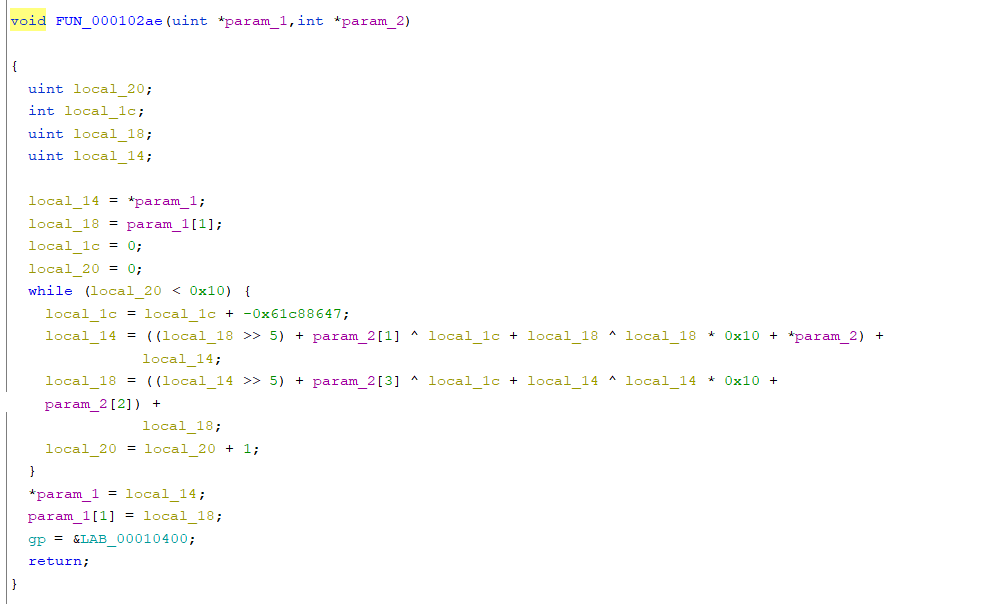 void FUN_000102ae(uint *param_1,int *param_2)
{
uint local_20;
int local_1c;
uint local_18;
uint local_14;
local_14 = *param_1;
local_18 = param_1[1];
local_1c = 0;
local_20 = 0;
while (local_20 < 0x10) {
local_1c = local_1c + -0x61c88647;
local_14 = ((local_18 >> 5) + param_2[1] ^ local_1c + local_18 ^ local_18 * 0x10 + *param_2) +
local_14;
local_18 = ((local_14 >> 5) + param_2[3] ^ local_1c + local_14 ^ local_14 * 0x10 +
param_2[2]) +
local_18;
local_20 = local_20 + 1;
}
*param_1 = local_14;
param_1[1] = local_18;
gp = &LAB_00010400;
return;
}